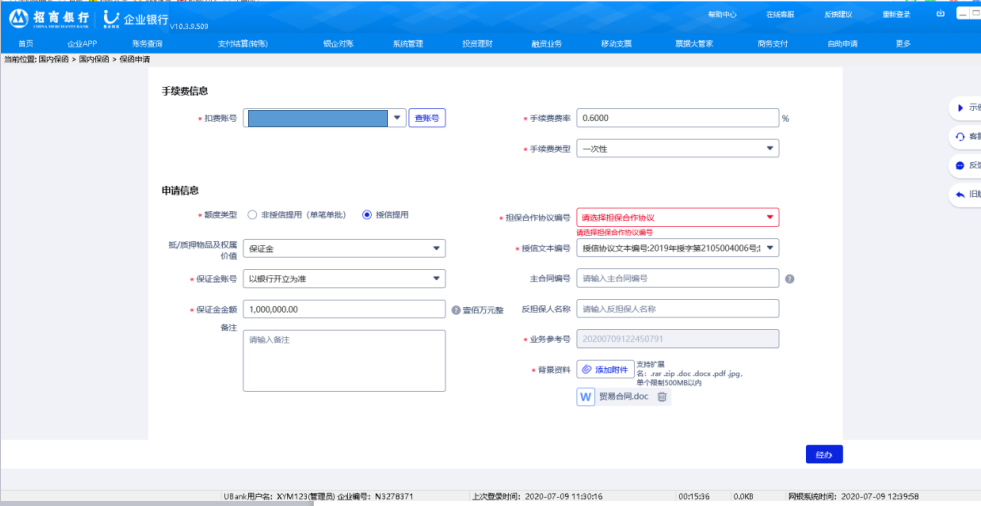 招商银行 CHINA MERCHANTS BANK 企业银行 V10.3.9.509 帮助中心 在线客服 反馈建议 重新登录
首页 企业APP 账务查询 支付结算(转账) 银企对账 系统管理 投资理财 融资业务 移动支票 票据大管家 商务支付 自助申请 更多
当前位置: 国内保函 > 国内保函 > 保函申请
手续费信息
* 扣费账号 查账号 * 手续费费率 0.6000 %
* 手续费类型 一次性
申请信息
* 额度类型 非授信提用（单笔单批） 授信提用 * 担保合作协议编号 请选择担保合作协议
请选择担保合作协议编号
抵/质押物品及权属价值 保证金 * 授信文本编号 授信协议文本编号:2019年授字第2105004006号;
* 保证金账号 以银行开立为准 主合同编号 请输入主合同编号
* 保证金金额 1,000,000.00 壹佰万元整 反担保人名称 请输入反担保人名称
备注 请输入备注 * 业务参考号 20200709122450791
* 背景资料 添加附件 支持扩展
名：.rar .zip .doc .docx .pdf .jpg,
单个限制500MB以内
W 贸易合同.doc
经办
UBank用户名：XYM123(管理员) 企业编号：N3278371 上次登录时间：2020-07-09 11:30:16 00:15:36 0.0KB 网银系统时间：2020-07-09 12:39:58